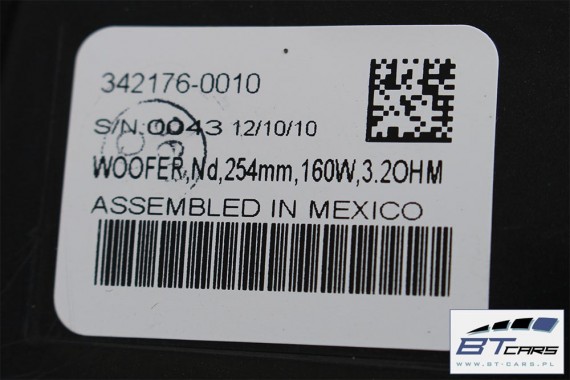 342176-0010
S/N:0043 12/10/10
WOOFER,Nd,254mm,160W,3.2OHM
ASSEMBLED IN MEXICO
BT CARS
WWW.BT-CARS.PL